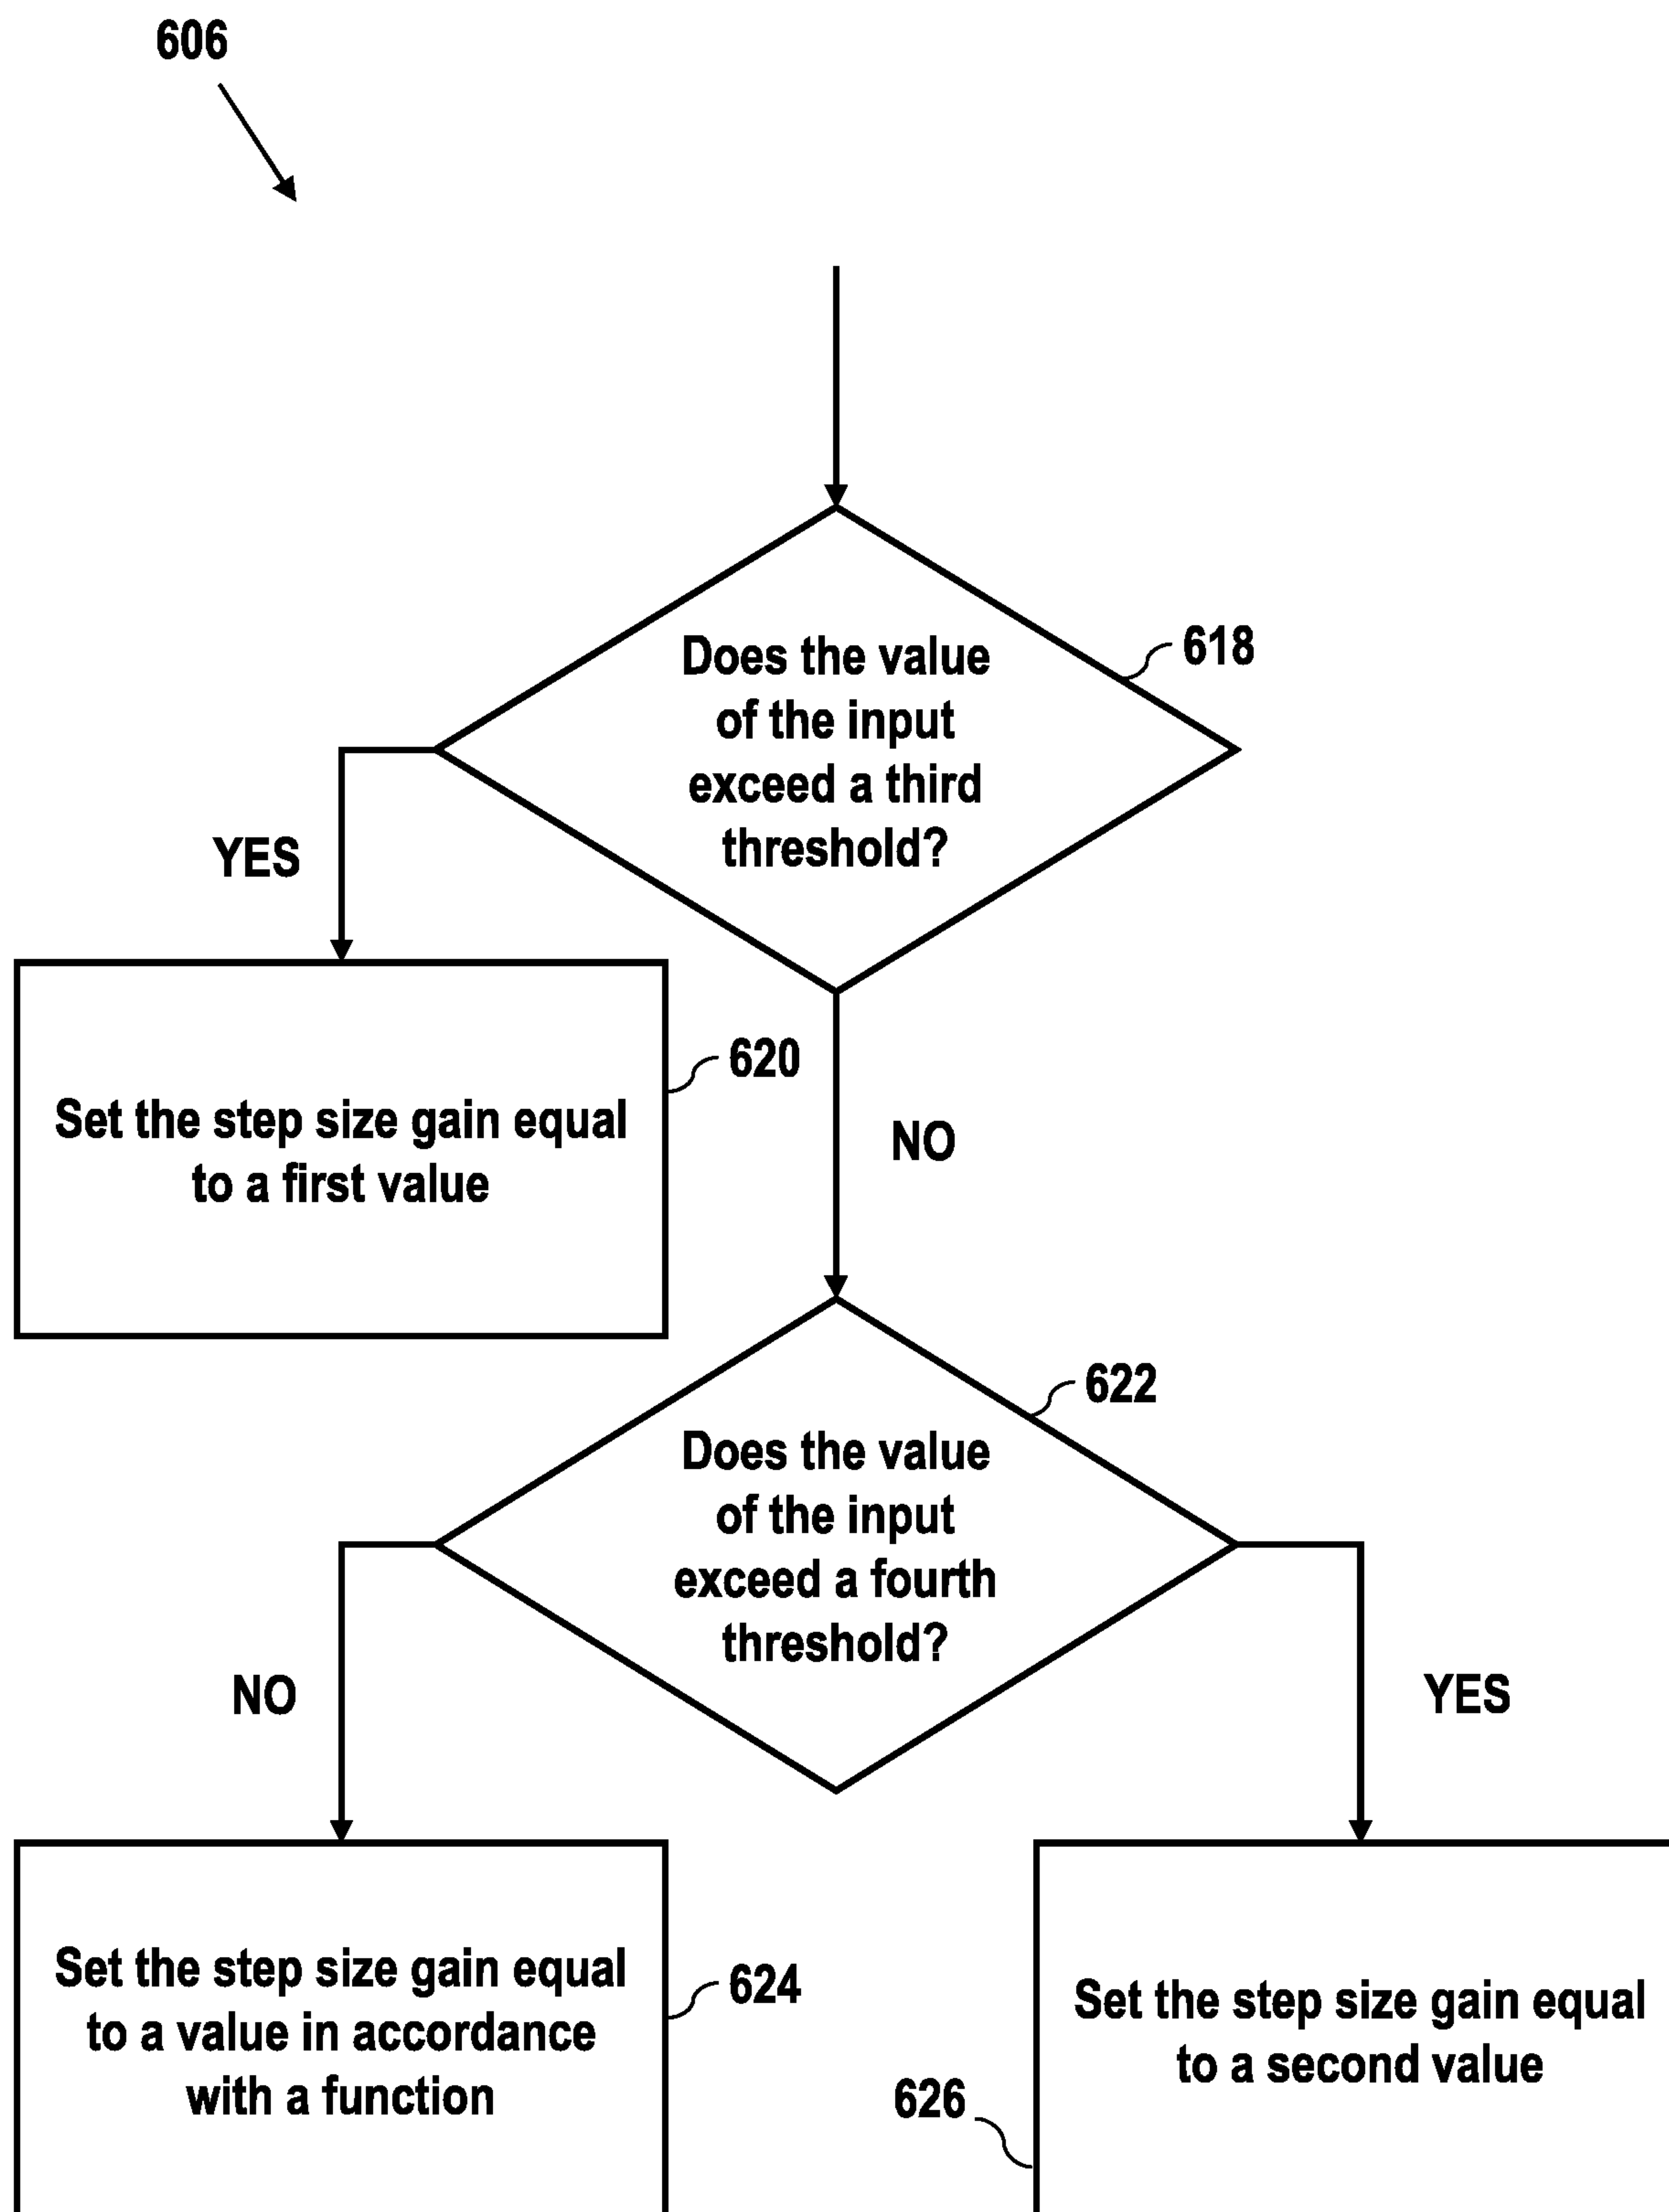 606
Does the value
of the input
exceed a third
threshold?
618
YES
620
Set the step size gain equal
to a first value
NO
622
Does the value
of the input
exceed a fourth
threshold?
NO
YES
Set the step size gain equal
to a value in accordance
with a function
624
Set the step size gain equal
to a second value
626